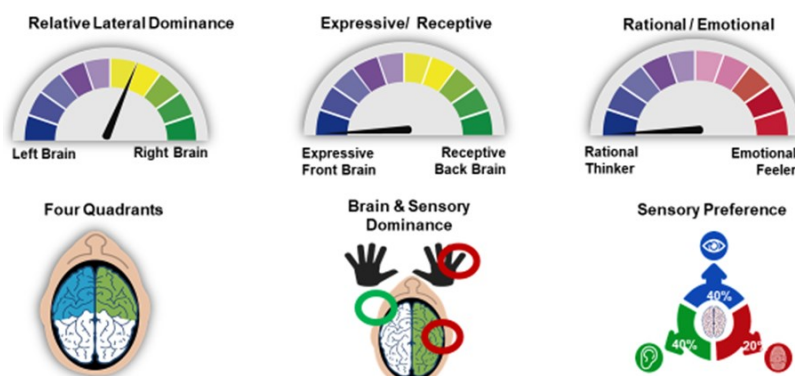 Relative Lateral Dominance
Expressive/ Receptive
Rational / Emotional
Left Brain
Right Brain
Expressive
Front Brain
Receptive
Back Brain
Rational
Thinker
Emotional
Feeler
Four Quadrants
Brain & Sensory
Dominance
Sensory Preference
40%
40%
20%